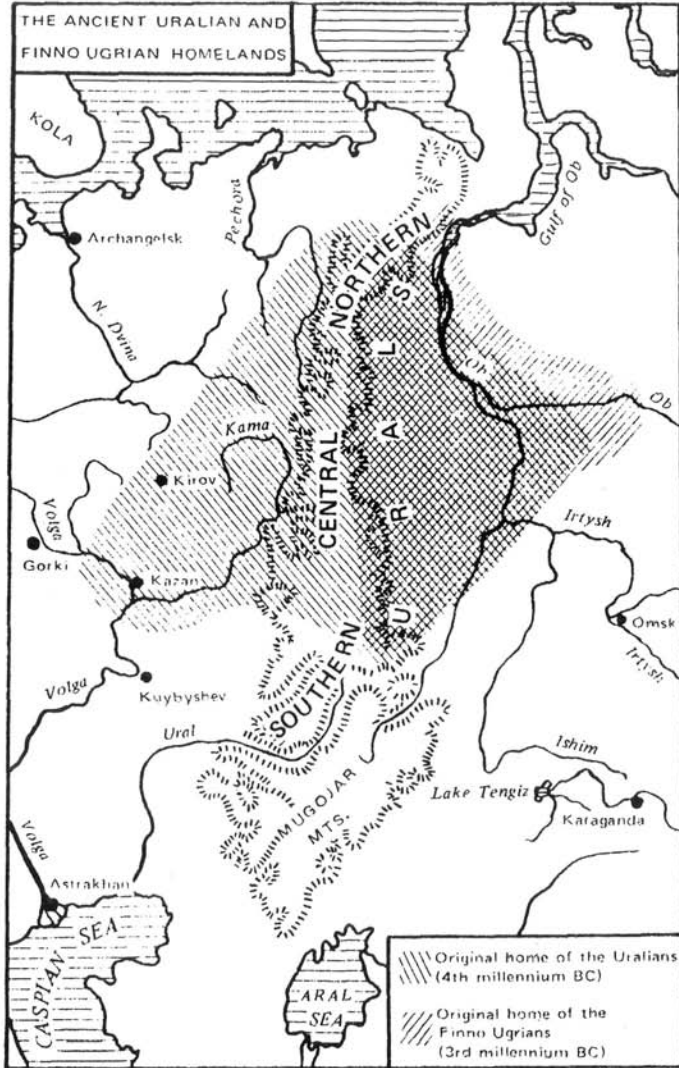 THE ANCIENT URALIAN AND
FINNO UGRIAN HOMELANDS
KOLA
Archangelsk
Pechora
Gulf of Ob
N. Dvina
NORTHERN
CENTRAL
SOUTHERN
URALS
Ob
Ob
Kama
Kirov
Volga
Gorki
Kazan
Irtysh
Omsk
Irtysh
Volga
Kuybyshev
Ural
Ishim
MUGOJAR
MTS.
Lake Tengiz
Karaganda
Volga
Astrakhan
CASPIAN SEA
ARAL
SEA
Original home of the Uralians
(4th millennium BC)
Original home of the
Finno Ugrians
(3rd millennium BC)